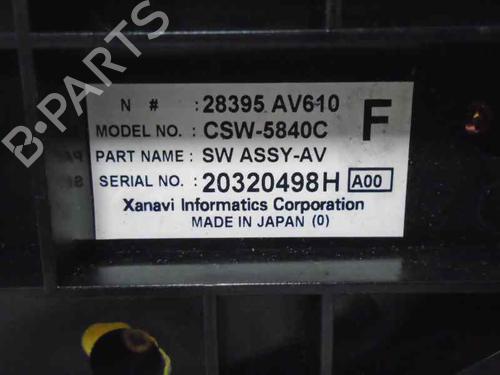 N # : 28395 AV610
MODEL NO. : CSW-5840C F
PART NAME : SW ASSY-AV
SERIAL NO. : 20320498H A00
Xanavi Informatics Corporation
MADE IN JAPAN (0)
B-PARTS